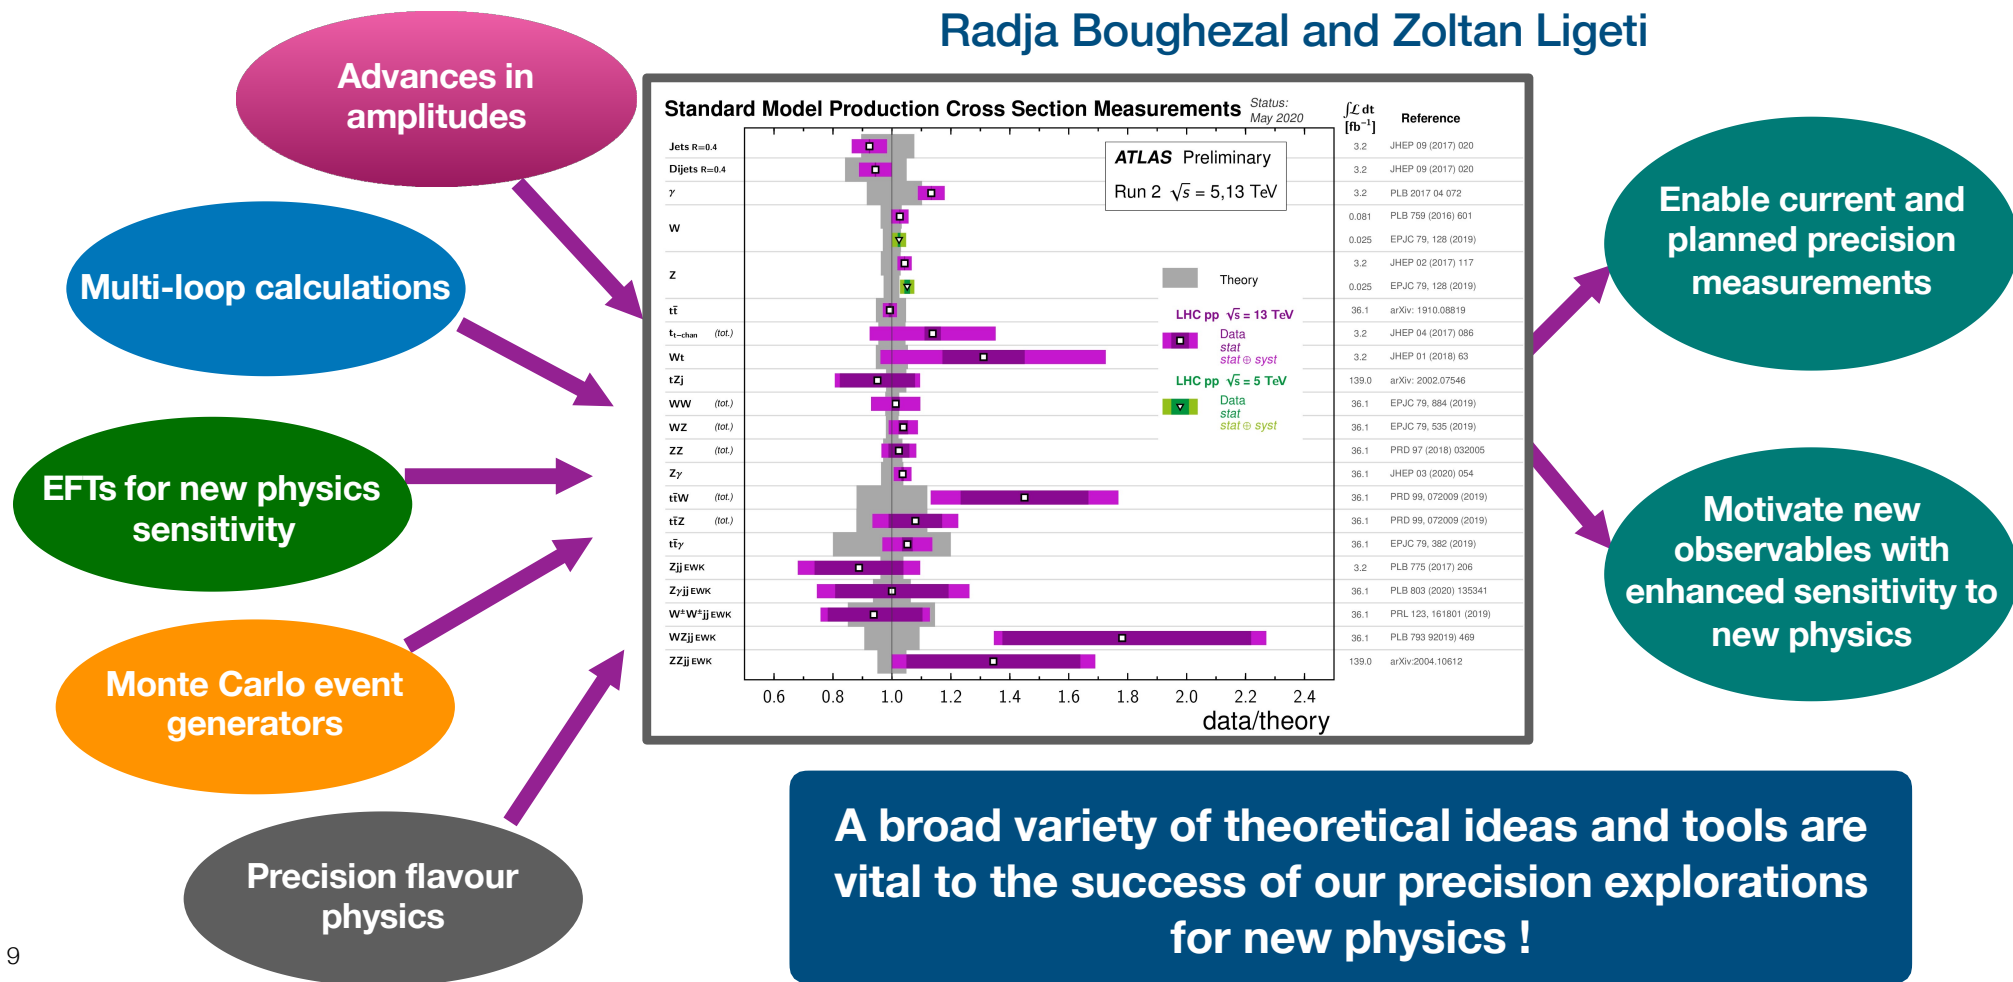 Radja Boughezal and Zoltan Ligeti
Advances in
amplitudes
Multi-loop calculations
EFTs for new physics
sensitivity
Monte Carlo event
generators
Precision flavour
physics
Standard Model Production Cross Section Measurements
Status:
May 2020
∫ℒ dt
[fb⁻¹]
Reference
ATLAS Preliminary
Run 2 √s = 5,13 TeV
Jets R=0.4 3.2 JHEP 09 (2017) 020
Dijets R=0.4 3.2 JHEP 09 (2017) 020
γ 3.2 PLB 2017 04 072
W 0.081 PLB 759 (2016) 601
0.025 EPJC 79, 128 (2019)
Z 3.2 JHEP 02 (2017) 117
0.025 EPJC 79, 128 (2019)
tt̄ 36.1 arXiv: 1910.08819
t t−chan (tot.) 3.2 JHEP 04 (2017) 086
Wt 3.2 JHEP 01 (2018) 63
tZj 139.0 arXiv: 2002.07546
WW (tot.) 36.1 EPJC 79, 884 (2019)
WZ (tot.) 36.1 EPJC 79, 535 (2019)
ZZ (tot.) 36.1 PRD 97 (2018) 032005
Zγ 36.1 JHEP 03 (2020) 054
tt̄W (tot.) 36.1 PRD 99, 072009 (2019)
tt̄Z (tot.) 36.1 PRD 99, 072009 (2019)
tt̄γ 36.1 EPJC 79, 382 (2019)
Zjj EWK 3.2 PLB 775 (2017) 206
Zγjj EWK 36.1 PLB 803 (2020) 135341
W±W±jj EWK 36.1 PRL 123, 161801 (2019)
WZjj EWK 36.1 PLB 793 92019) 469
ZZjj EWK 139.0 arXiv:2004.10612
Theory
LHC pp √s = 13 TeV
Data
stat
stat ⊕ syst
LHC pp √s = 5 TeV
Data
stat
stat ⊕ syst
0.6 0.8 1.0 1.2 1.4 1.6 1.8 2.0 2.2 2.4
data/theory
Enable current and
planned precision
measurements
Motivate new
observables with
enhanced sensitivity to
new physics
A broad variety of theoretical ideas and tools are
vital to the success of our precision explorations
for new physics !
9